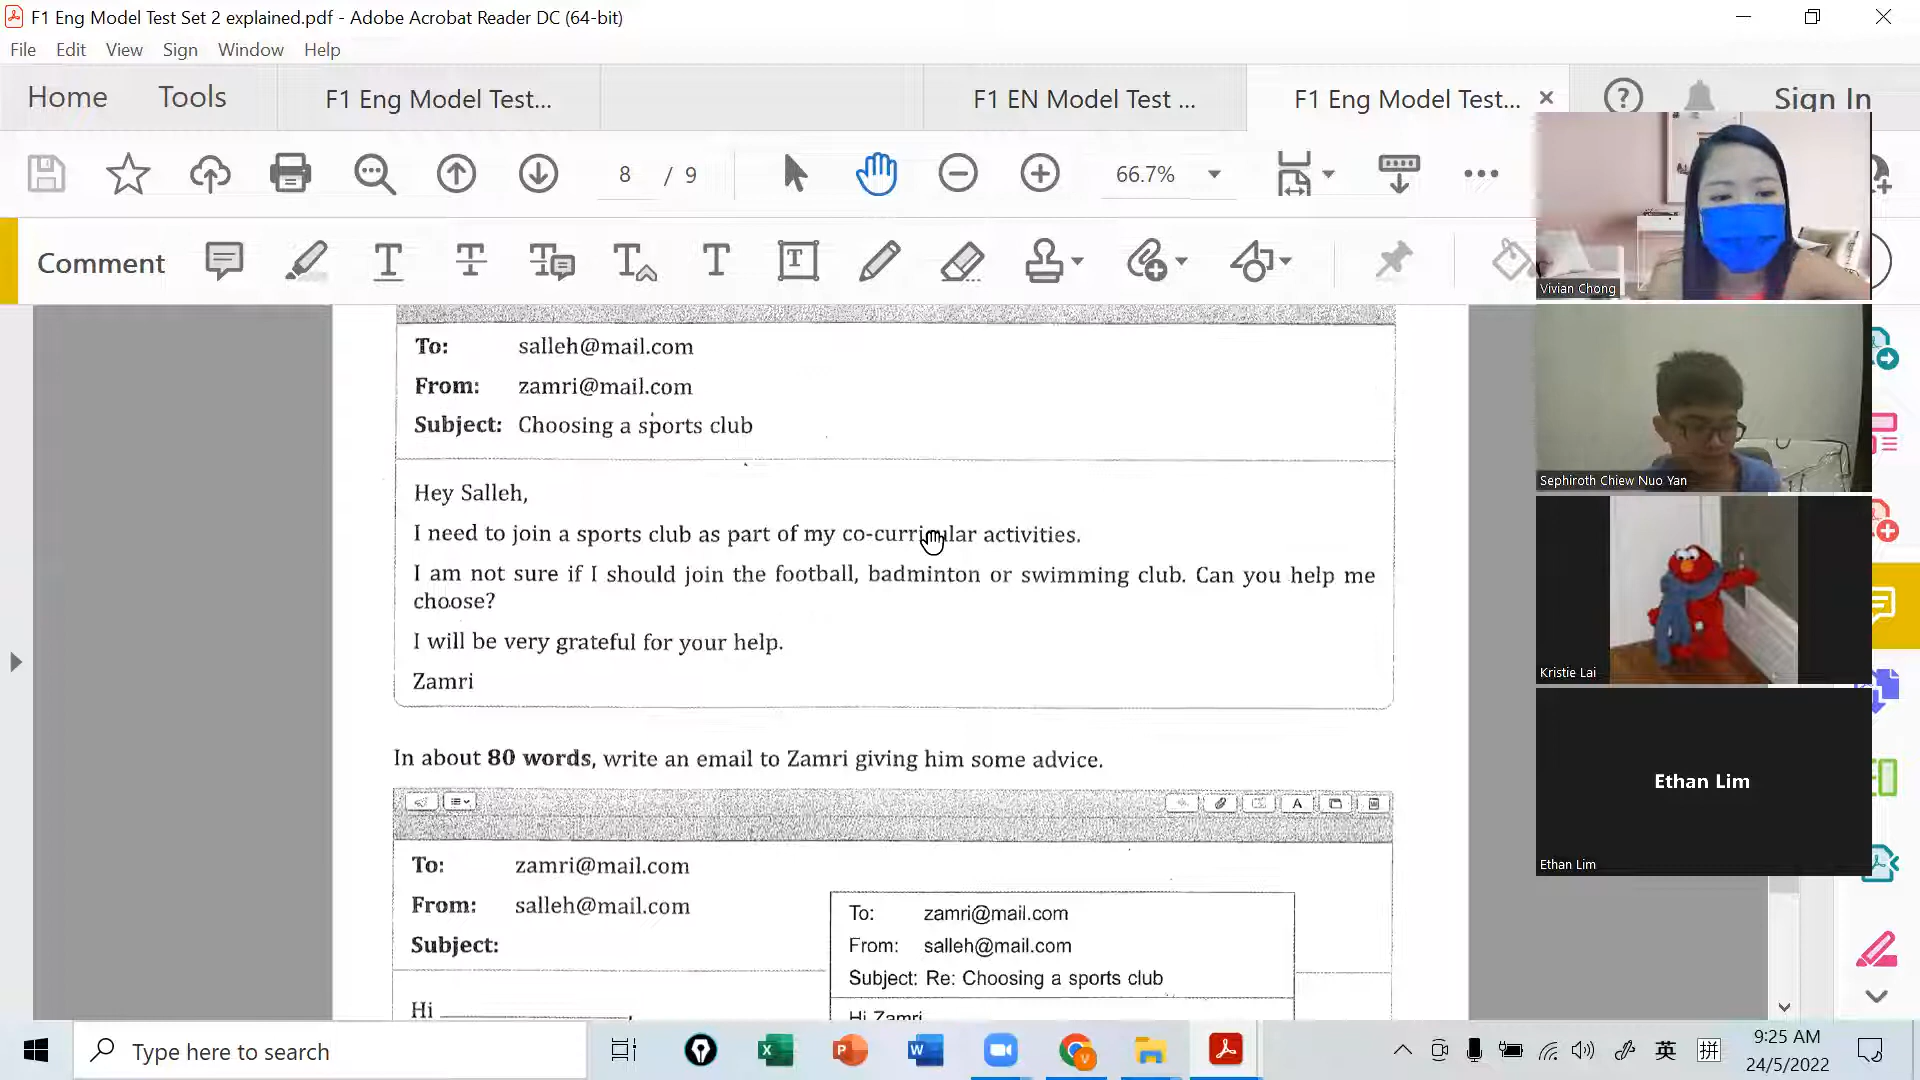 F1 Eng Model Test Set 2 explained.pdf - Adobe Acrobat Reader DC (64-bit)
File Edit View Sign Window Help
Home Tools F1 Eng Model Test... F1 EN Model Test ... F1 Eng Model Test... Sign In
8 / 9 66.7%
Comment
To: salleh@mail.com
From: zamri@mail.com
Subject: Choosing a sports club
Hey Salleh,
I need to join a sports club as part of my co-curricular activities.
I am not sure if I should join the football, badminton or swimming club. Can you help me
choose?
I will be very grateful for your help.
Zamri
In about 80 words, write an email to Zamri giving him some advice.
To: zamri@mail.com
From: salleh@mail.com
Subject:
Hi ,
To: zamri@mail.com
From: salleh@mail.com
Subject: Re: Choosing a sports club
Hi Zamri
Vivian Chong
Sephiroth Chiew Nuo Yan
Kristie Lai
Ethan Lim
Ethan Lim
Type here to search
英 拼
9:25 AM
24/5/2022